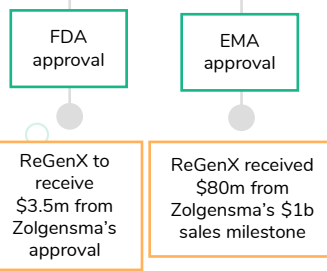 FDA
approval
EMA
approval
ReGenX to
receive
$3.5m from
Zolgensma's
approval
ReGenX received
$80m from
Zolgensma's $1b
sales milestone